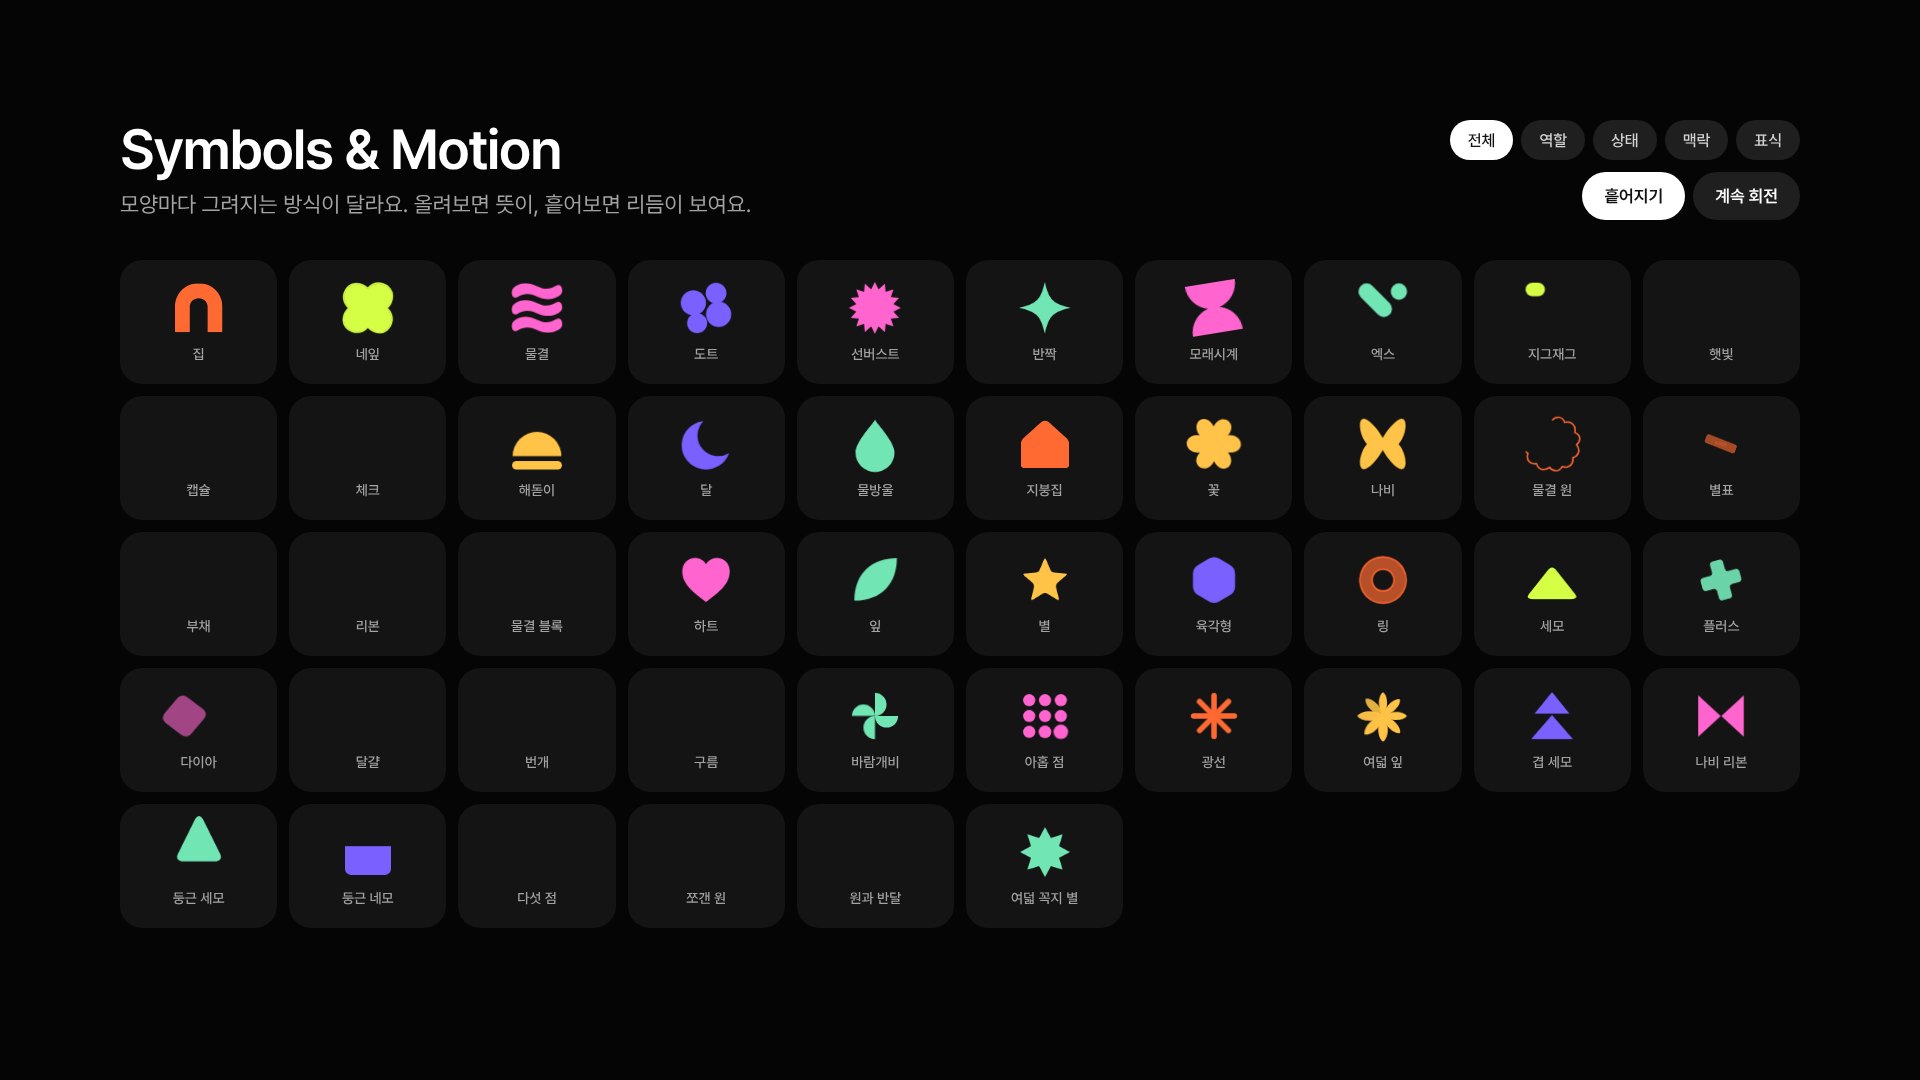 Symbols & Motion
모양마다 그려지는 방식이 달라요. 올려보면 뜻이, 흩어보면 리듬이 보여요.
전체 역할 상태 맥락 표식
흩어지기 계속 회전
집 네잎 물결 도트 선버스트 반짝 모래시계 엑스 지그재그 햇빛
캡슐 체크 해돋이 달 물방울 지붕집 꽃 나비 물결 원 별표
부채 리본 물결 블록 하트 잎 별 육각형 링 세모 플러스
다이아 달걀 번개 구름 바람개비 아홉 점 광선 여덟 잎 겹 세모 나비 리본
둥근 세모 둥근 네모 다섯 점 쪼갠 원 원과 반달 여덟 꼭지 별